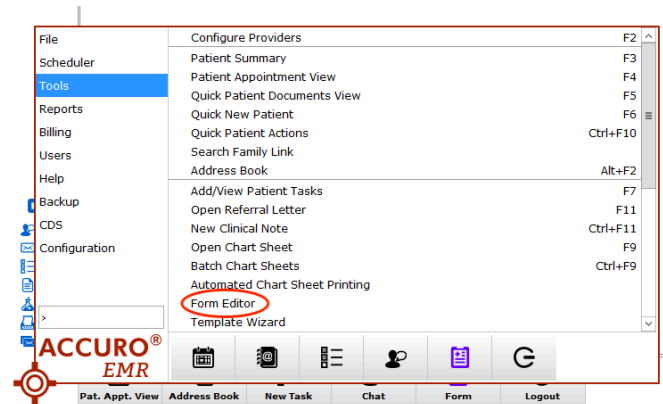 File
Scheduler
Tools
Reports
Billing
Users
Help
Backup
CDS
Configuration
>
Configure Providers F2
Patient Summary F3
Patient Appointment View F4
Quick Patient Documents View F5
Quick New Patient F6
Quick Patient Actions Ctrl+F10
Search Family Link
Address Book Alt+F2
Add/View Patient Tasks F7
Open Referral Letter F11
New Clinical Note Ctrl+F11
Open Chart Sheet F9
Batch Chart Sheets Ctrl+F9
Automated Chart Sheet Printing
Form Editor
Template Wizard
ACCURO®
EMR
Pat. Appt. View Address Book New Task Chat Form Logout